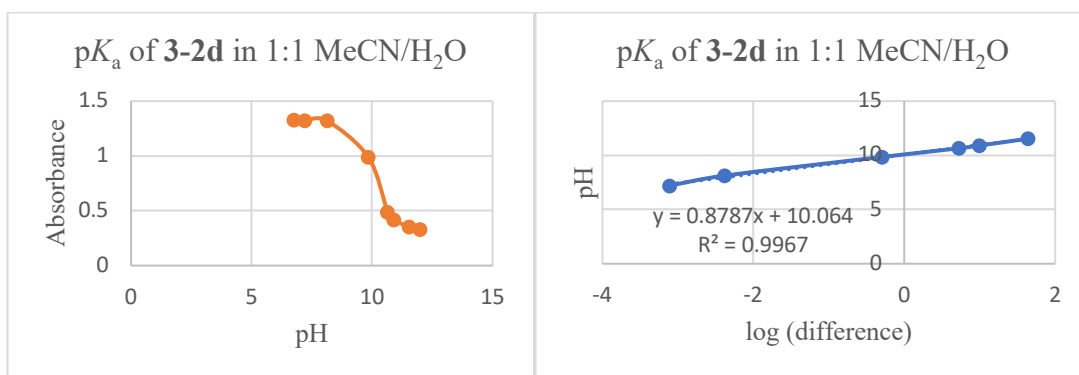 pKₐ of 3-2d in 1:1 MeCN/H₂O
1.5
1
0.5
0
Absorbance
0
5
10
15
pH
pKₐ of 3-2d in 1:1 MeCN/H₂O
15
10
5
0
pH
y = 0.8787x + 10.064
R² = 0.9967
-4
-2
0
2
log (difference)